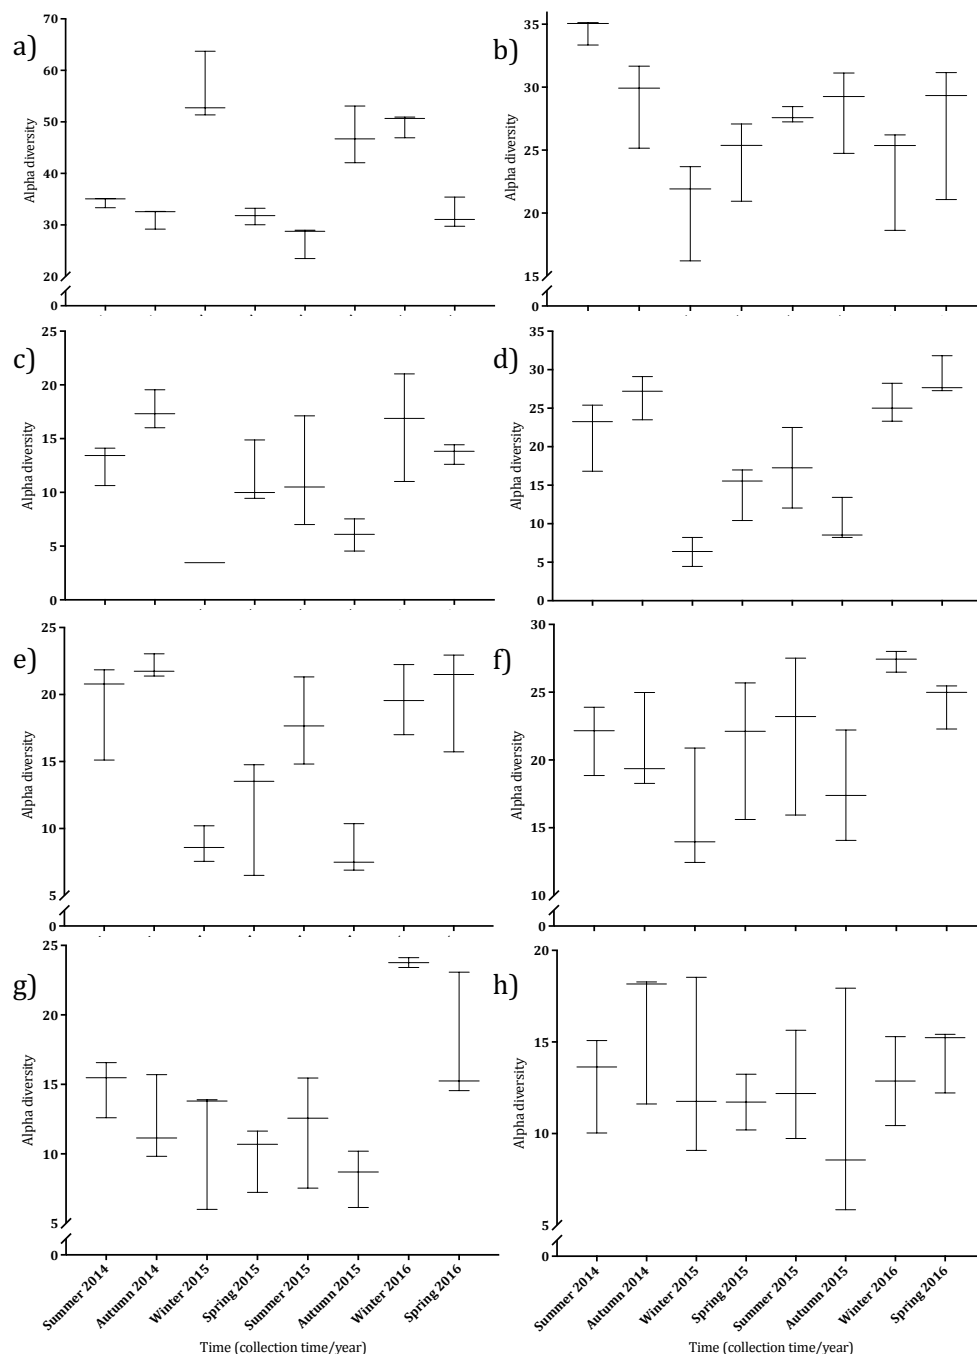 a)
Alpha diversity
70
60
50
40
30
20
0
b)
Alpha diversity
35
30
25
20
15
0
c)
Alpha diversity
25
20
15
10
5
0
d)
Alpha diversity
35
30
25
20
15
10
5
0
e)
Alpha diversity
25
20
15
10
5
0
f)
Alpha diversity
30
25
20
15
10
0
g)
Alpha diversity
25
20
15
10
5
0
Summer 2014
Autumn 2014
Winter 2015
Spring 2015
Summer 2015
Autumn 2015
Winter 2016
Spring 2016
Time (collection time/year)
h)
Alpha diversity
20
15
10
5
0
Summer 2014
Autumn 2014
Winter 2015
Spring 2015
Summer 2015
Autumn 2015
Winter 2016
Spring 2016
Time (collection time/year)